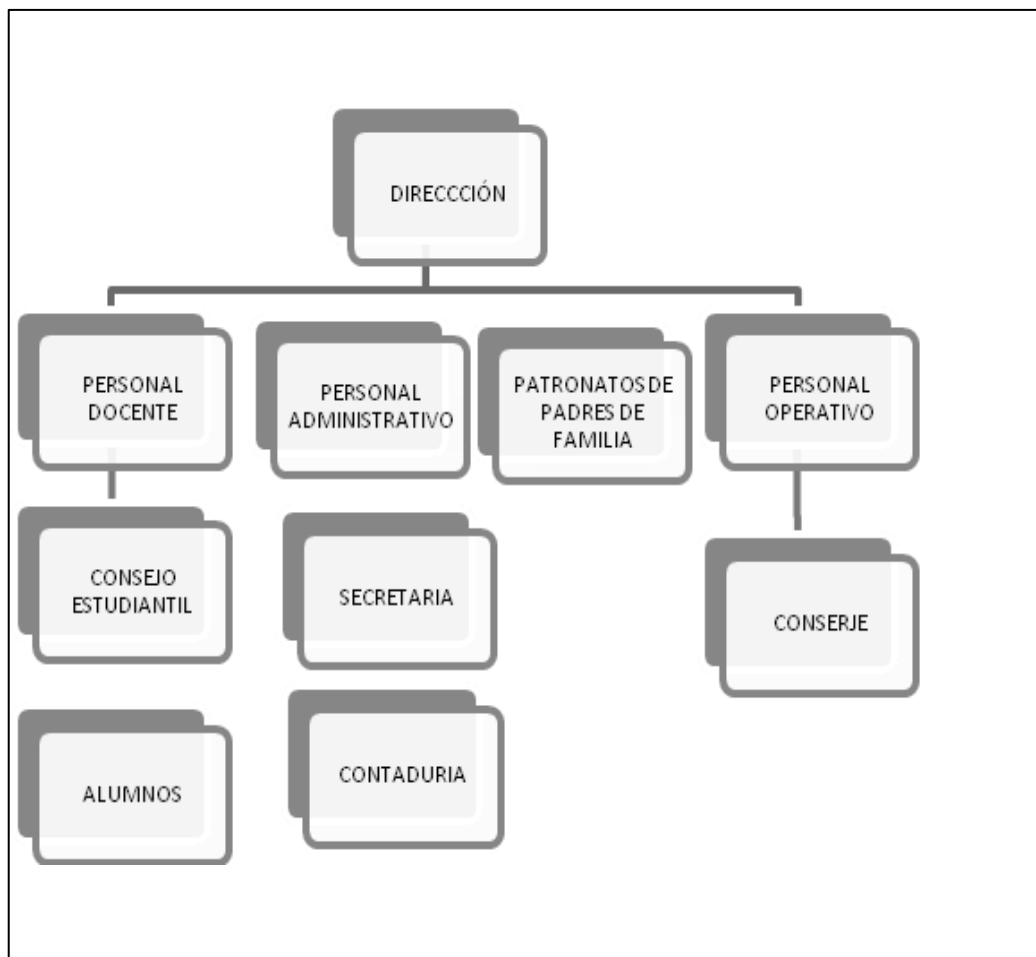 DIRECCCIÓN
PERSONAL
DOCENTE
PERSONAL
ADMINISTRATIVO
PATRONATOS DE
PADRES DE
FAMILIA
PERSONAL
OPERATIVO
CONSEJO
ESTUDIANTIL
SECRETARIA
CONSERJE
ALUMNOS
CONTADURIA